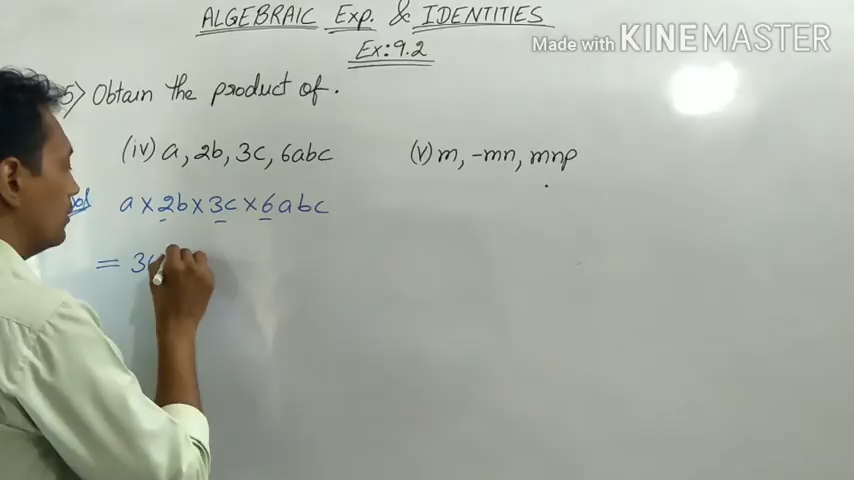 ALGEBRAIC Exp. & IDENTITIES
Made with KINEMASTER
Ex: 9.2
5) Obtain the product of.
(iv) a, 2b, 3c, 6abc (v) m, -mn, mnp
a × 2b × 3c × 6abc
= 3